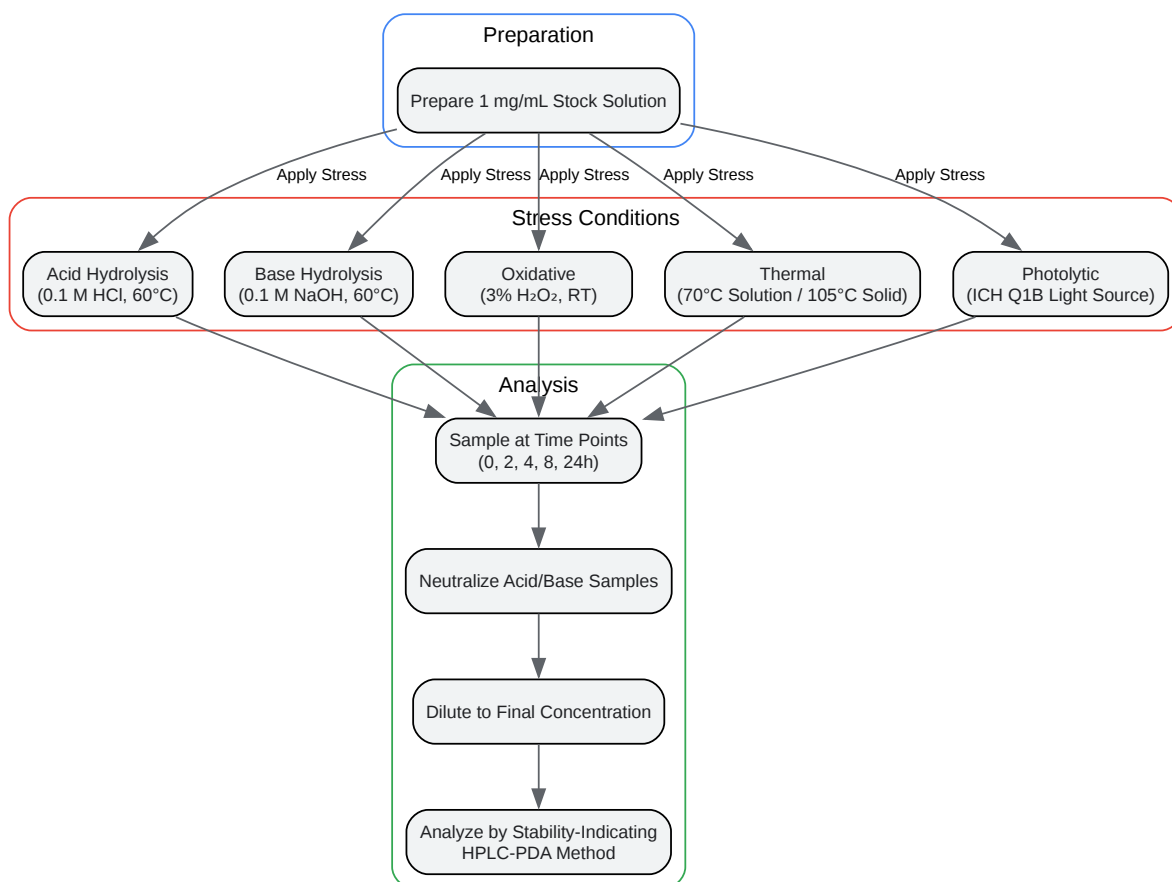 Preparation
Prepare 1 mg/mL Stock Solution
Apply Stress
Apply Stress
Apply Stress
Apply Stress
Apply Stress
Stress Conditions
Acid Hydrolysis
(0.1 M HCl, 60°C)
Base Hydrolysis
(0.1 M NaOH, 60°C)
Oxidative
(3% H₂O₂, RT)
Thermal
(70°C Solution / 105°C Solid)
Photolytic
(ICH Q1B Light Source)
Analysis
Sample at Time Points
(0, 2, 4, 8, 24h)
Neutralize Acid/Base Samples
Dilute to Final Concentration
Analyze by Stability-Indicating
HPLC-PDA Method